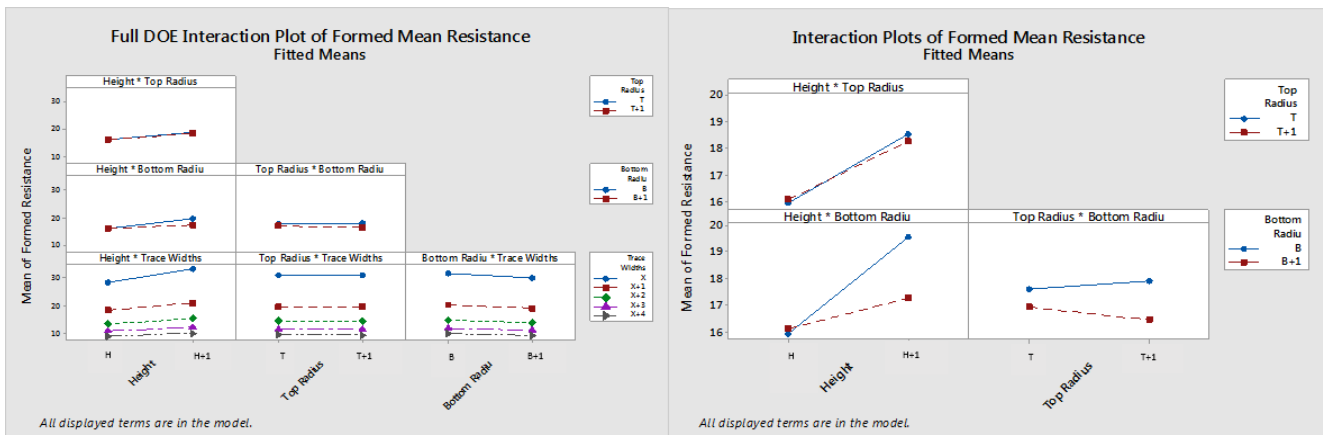 Full DOE Interaction Plot of Formed Mean Resistance
Fitted Means
Height * Top Radius
Top
Radius
T
T+1
30
20
10
Height * Bottom Radiu
Top Radius * Bottom Radiu
Bottom
Radiu
B
B+1
30
20
10
Height * Trace Widths
Top Radius * Trace Widths
Bottom Radiu * Trace Widths
Trace
Widths
X
X+1
X+2
X+3
X+4
30
20
10
Mean of Formed Resistance
H
H+1
T
T+1
B
B+1
Height
Top Radius
Bottom Radiu
All displayed terms are in the model.
Interaction Plots of Formed Mean Resistance
Fitted Means
Height * Top Radius
Top
Radius
T
T+1
20
19
18
17
16
Height * Bottom Radiu
Top Radius * Bottom Radiu
Bottom
Radiu
B
B+1
20
19
18
17
16
Mean of Formed Resistance
H
H+1
T
T+1
Height
Top Radius
All displayed terms are in the model.